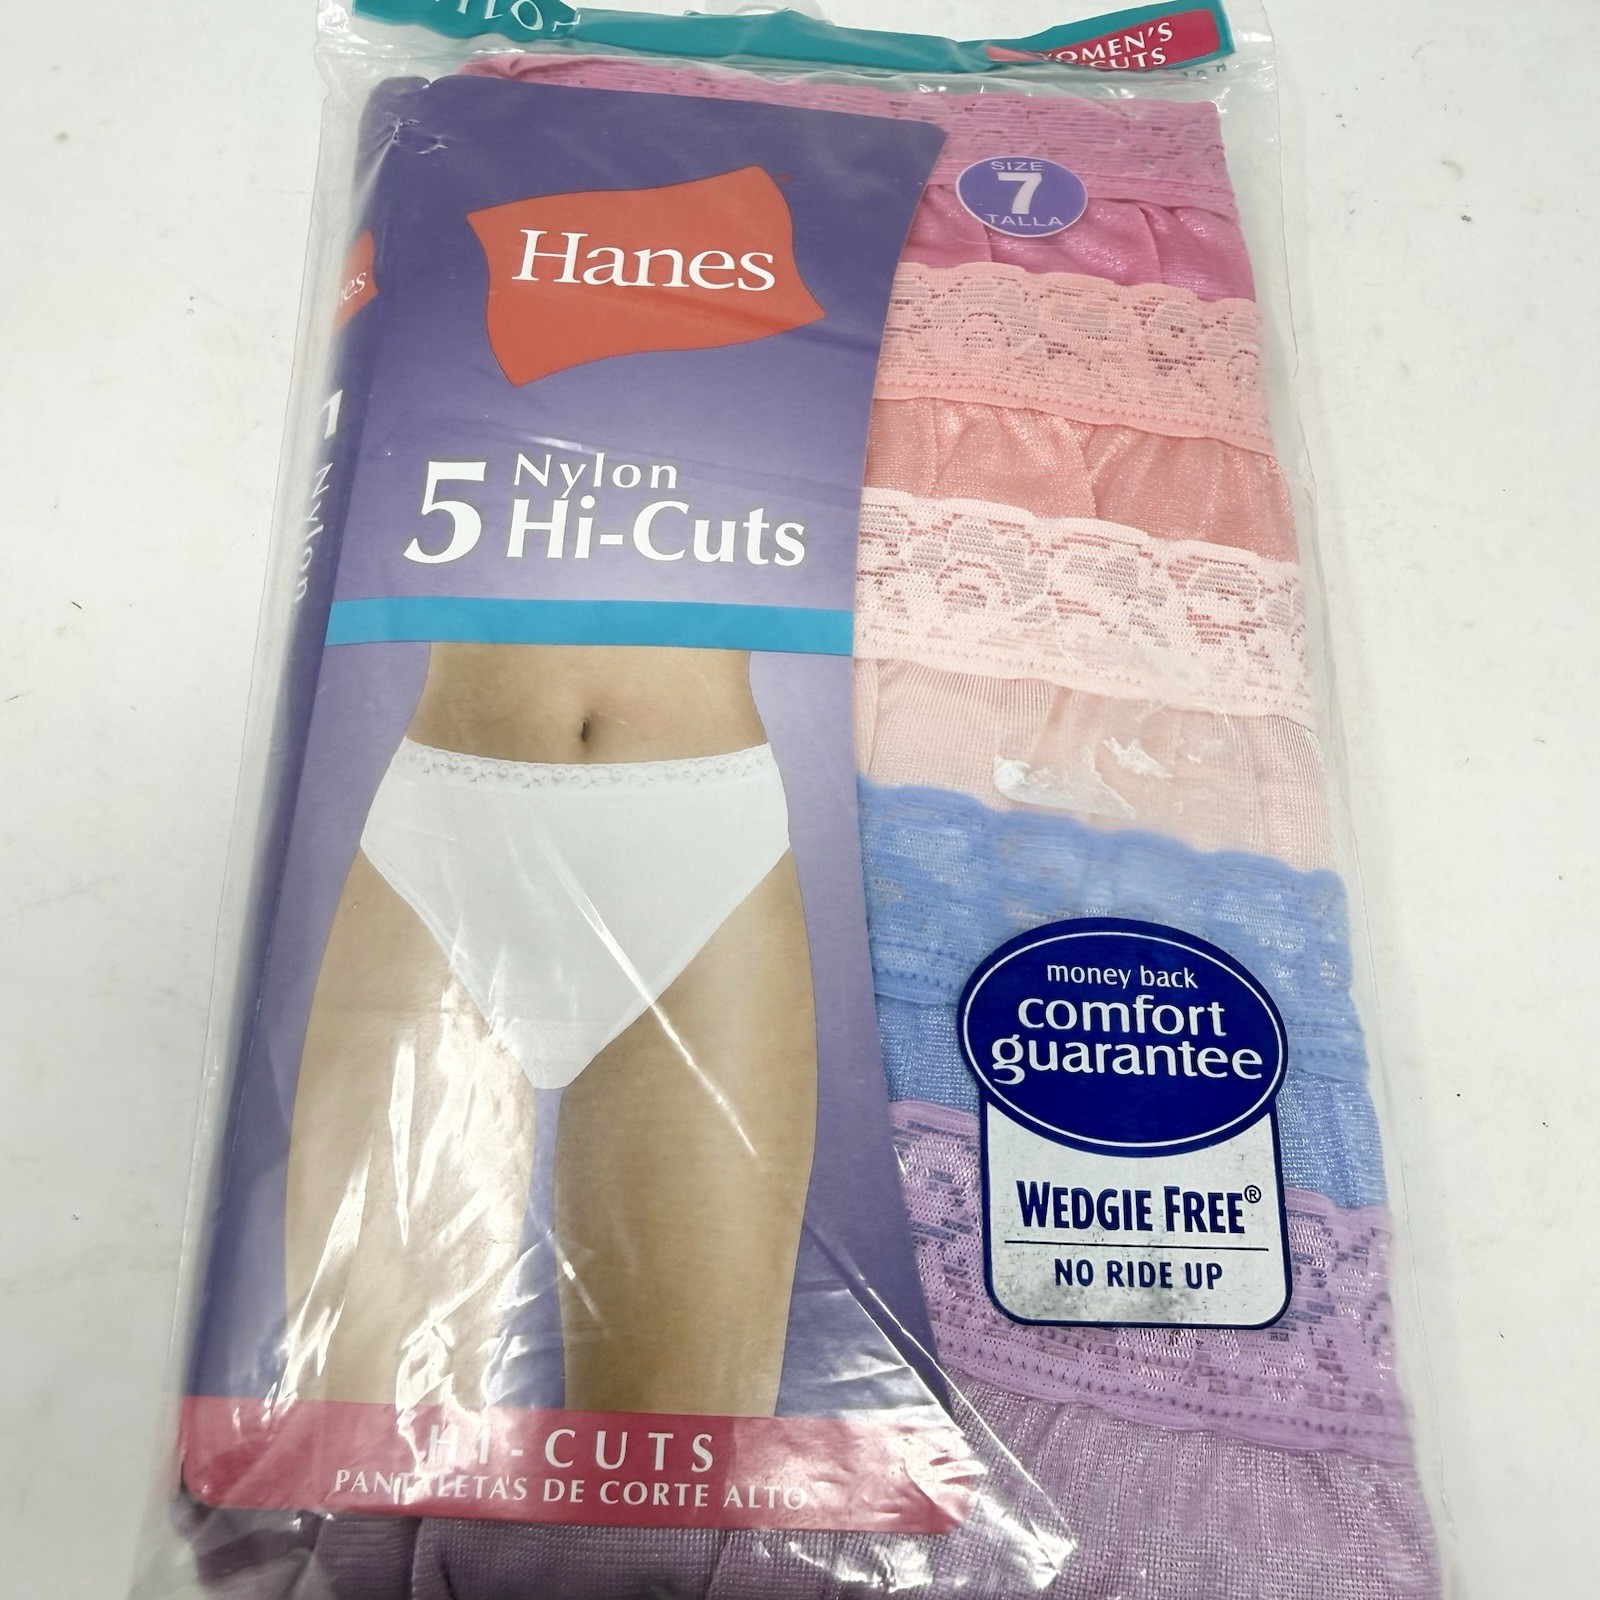 WOMEN'S
CUTS
SIZE
7
TALLA
Hanes
5 Nylon
Hi-Cuts
Nylon
money back
comfort
guarantee
WEDGIE FREE®
NO RIDE UP
HI-CUTS
PANTALETAS DE CORTE ALTO